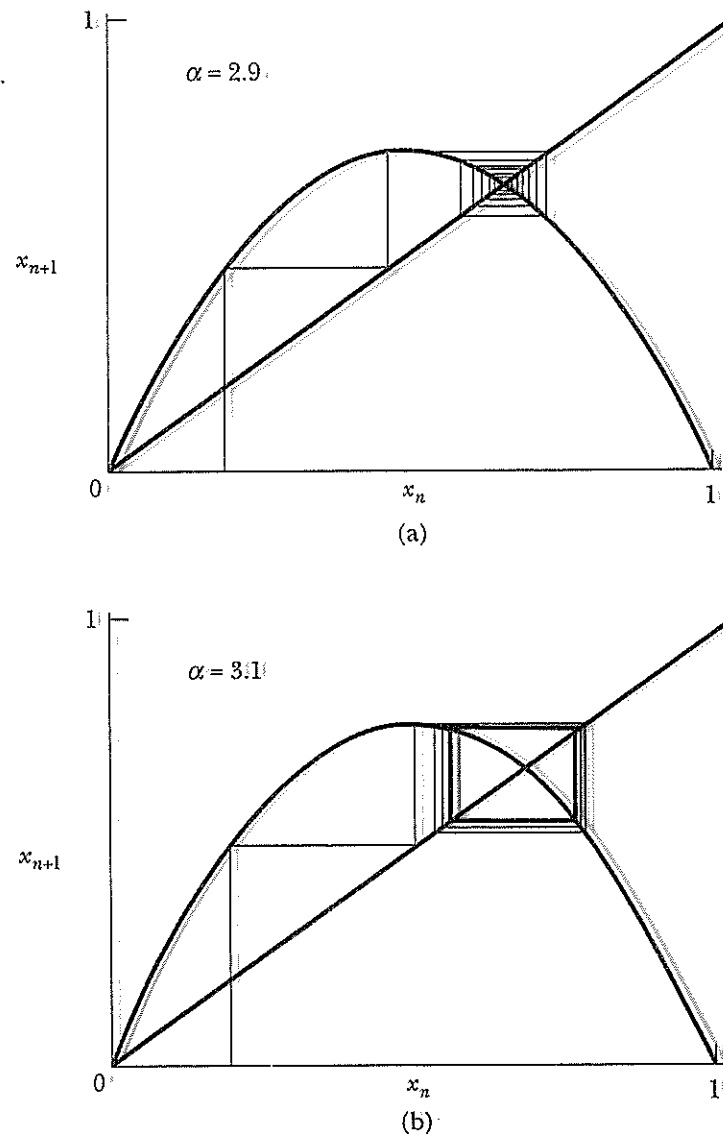 1
α = 2.9
x_{n+1}
0
x_n
1
(a)
1
α = 3.1
x_{n+1}
0
x_n
1
(b)